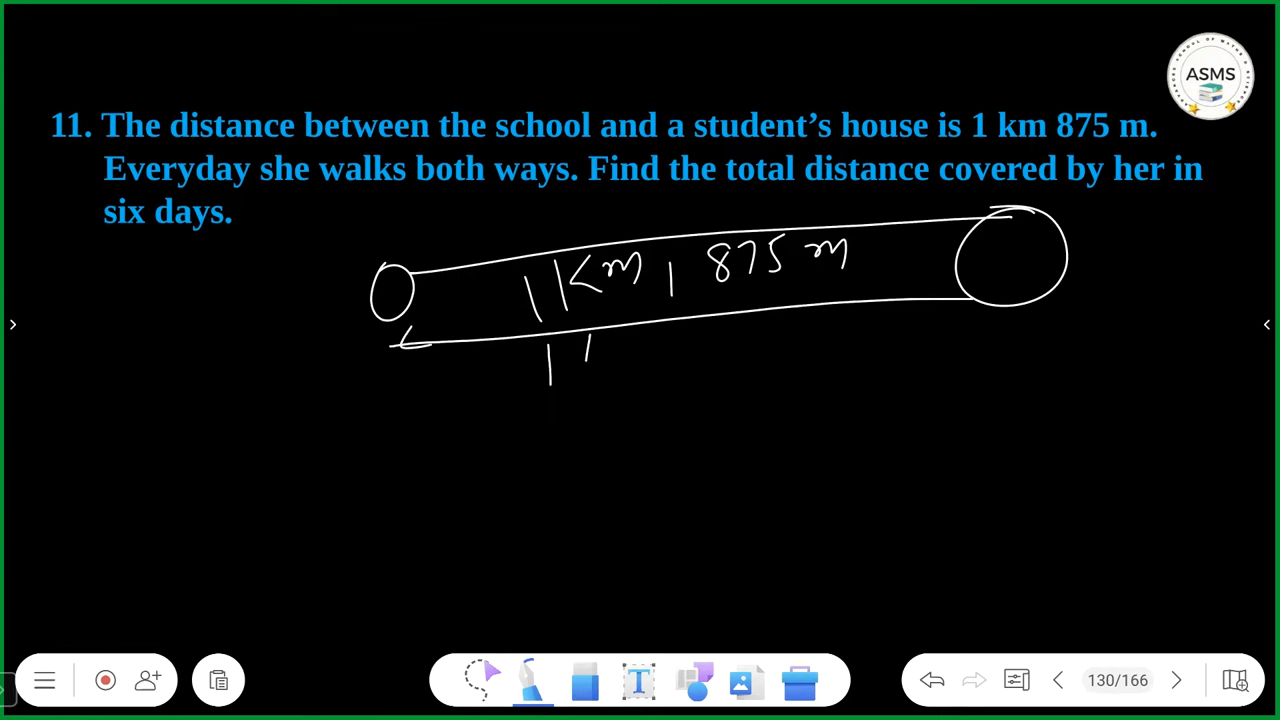 ASMS
11. The distance between the school and a student’s house is 1 km 875 m.
Everyday she walks both ways. Find the total distance covered by her in
six days.
1 Km, 875 m
130/166